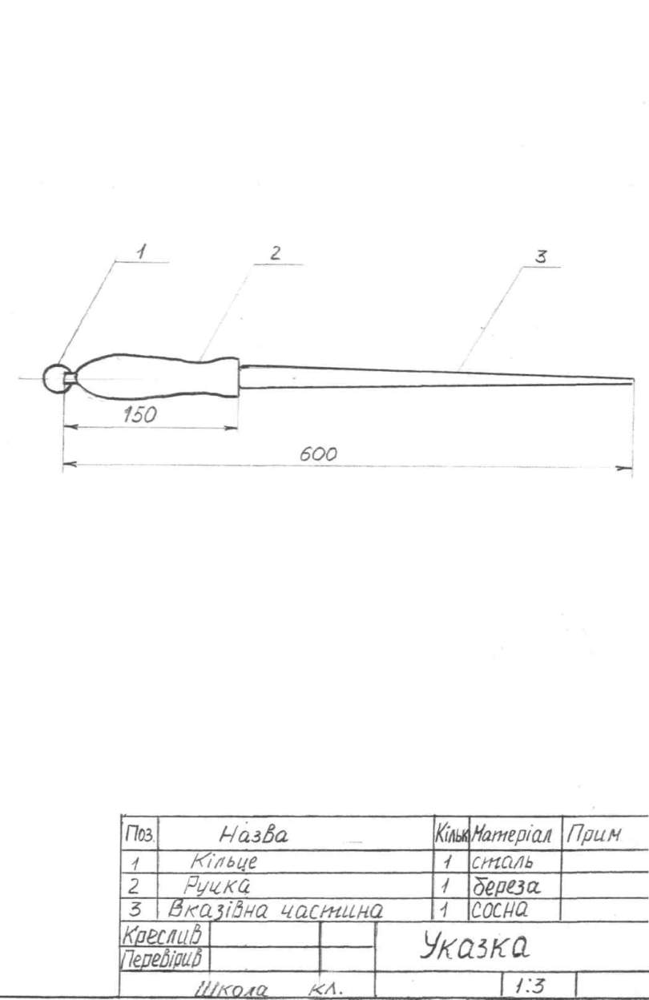 1 2 3
150
600
Поз. Назва Кільк Матеріал Прим
1 Кільце 1 сталь
2 Ручка 1 береза
3 Вказівна частина 1 сосна
Креслив
Указка
Перевірив
Школа кл. 1:3